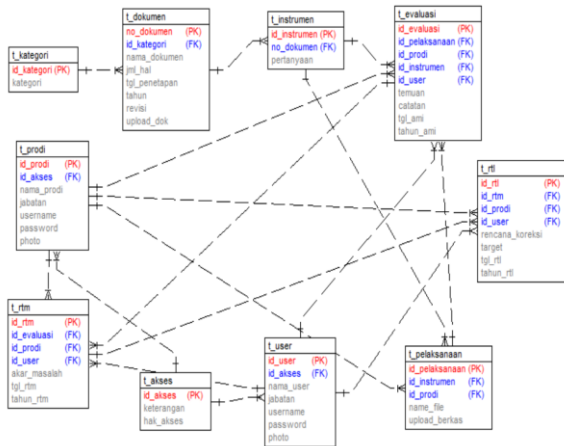 t_kategori
id_kategori (PK)
kategori
t_dokumen
no_dokumen (PK)
id_kategori (FK)
nama_dokumen
jml_hal
tgl_penetapan
tahun
revisi
upload_dok
t_instrumen
id_instrumen (PK)
no_dokumen (FK)
pertanyaan
t_evaluasi
id_evaluasi (PK)
id_pelaksanaan (FK)
id_prodi (FK)
id_instrumen (FK)
id_user (FK)
temuan
catatan
tgl_ami
tahun_ami
t_prodi
id_prodi (PK)
id_akses (FK)
nama_prodi
jabatan
username
password
photo
t_rtl
id_rtl (PK)
id_rtm (FK)
id_prodi (FK)
id_user (FK)
rencana_koreksi
target
tgl_rtl
tahun_rtl
t_rtm
id_rtm (PK)
id_evaluasi (FK)
id_prodi (FK)
id_user (FK)
akar_masalah
tgl_rtm
tahun_rtm
t_akses
id_akses (PK)
keterangan
hak_akses
t_user
id_user (PK)
id_akses (FK)
nama_user
jabatan
username
password
photo
t_pelaksanaan
id_pelaksanaan (PK)
id_instrumen (FK)
id_prodi (FK)
name_file
upload_berkas